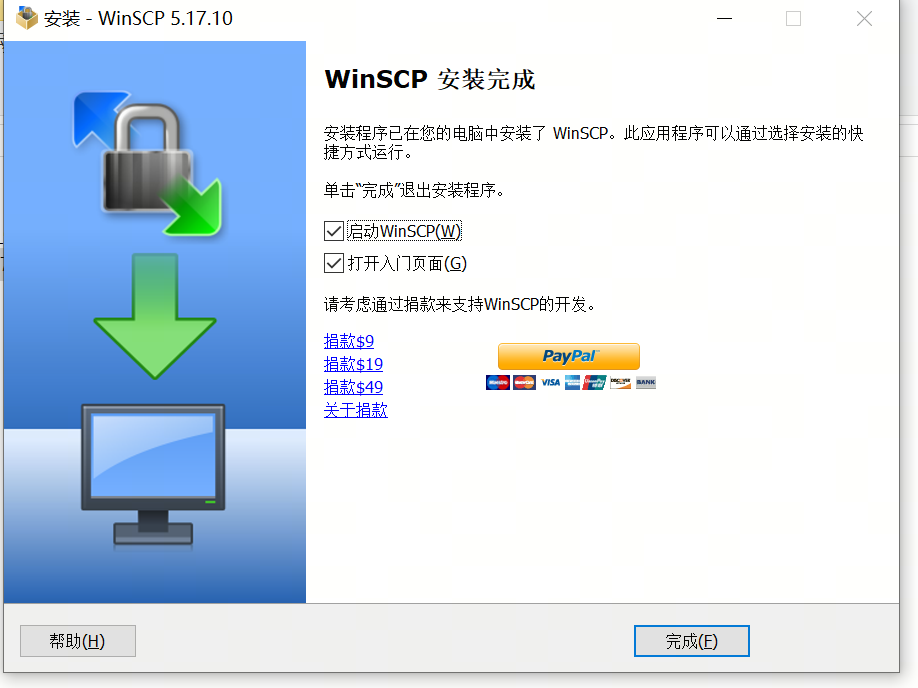 安装 - WinSCP 5.17.10
WinSCP 安装完成
安装程序已在您的电脑中安装了 WinSCP。此应用程序可以通过选择安装的快
捷方式运行。
单击“完成”退出安装程序。
启动WinSCP(W)
打开入门页面(G)
请考虑通过捐款来支持WinSCP的开发。
捐款$9
捐款$19
捐款$49
关于捐款
PayPal
VISA
BANK
帮助(H)
完成(F)